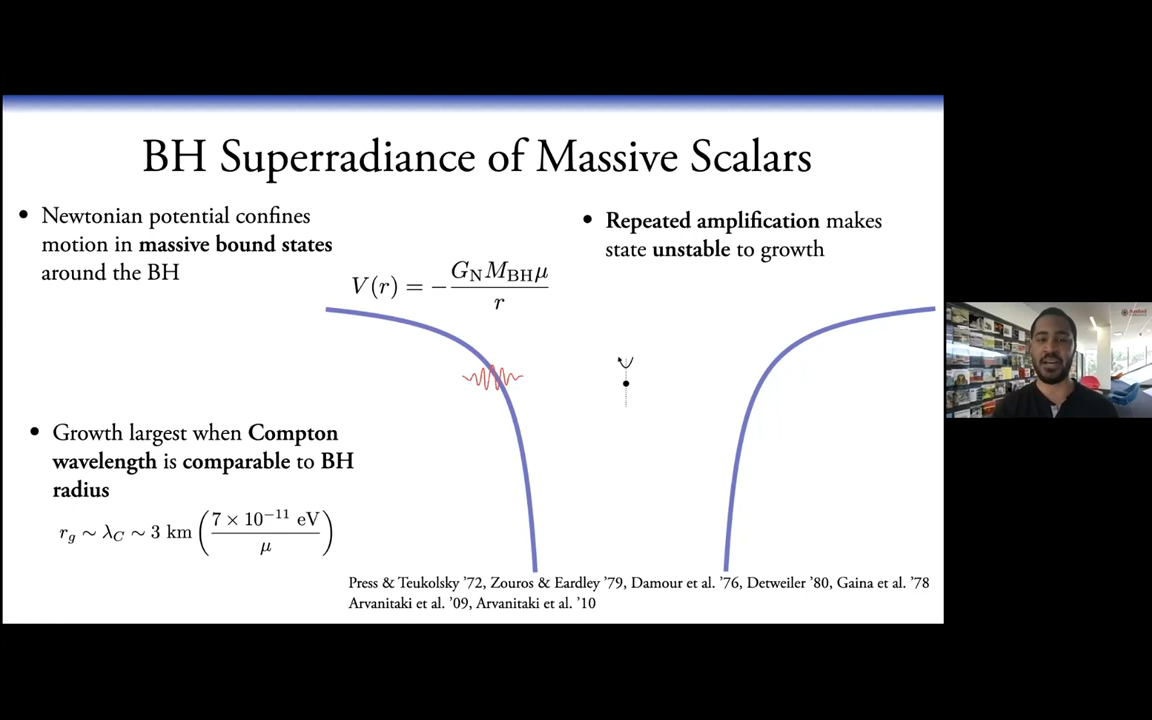 BH Superradiance of Massive Scalars
• Newtonian potential confines
motion in massive bound states
around the BH
V(r) = −G_N M_BH μ / r
• Repeated amplification makes
state unstable to growth
• Growth largest when Compton
wavelength is comparable to BH
radius
r_g ∼ λ_C ∼ 3 km (7 × 10^−11 eV / μ)
Press & Teukolsky ’72, Zouros & Eardley ’79, Damour et al. ’76, Detweiler ’80, Gaina et al. ’78
Arvanitaki et al. ’09, Arvanitaki et al. ’10